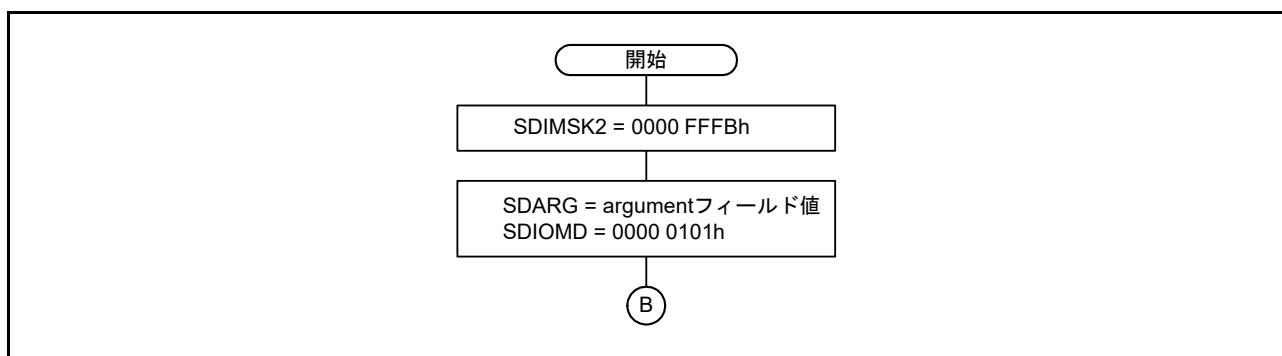 開始
SDIMSK2 = 0000 FFFBh
SDARG = argumentフィールド値
SDIOMD = 0000 0101h
B